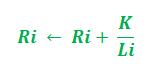 Ri ← Ri + K/Li